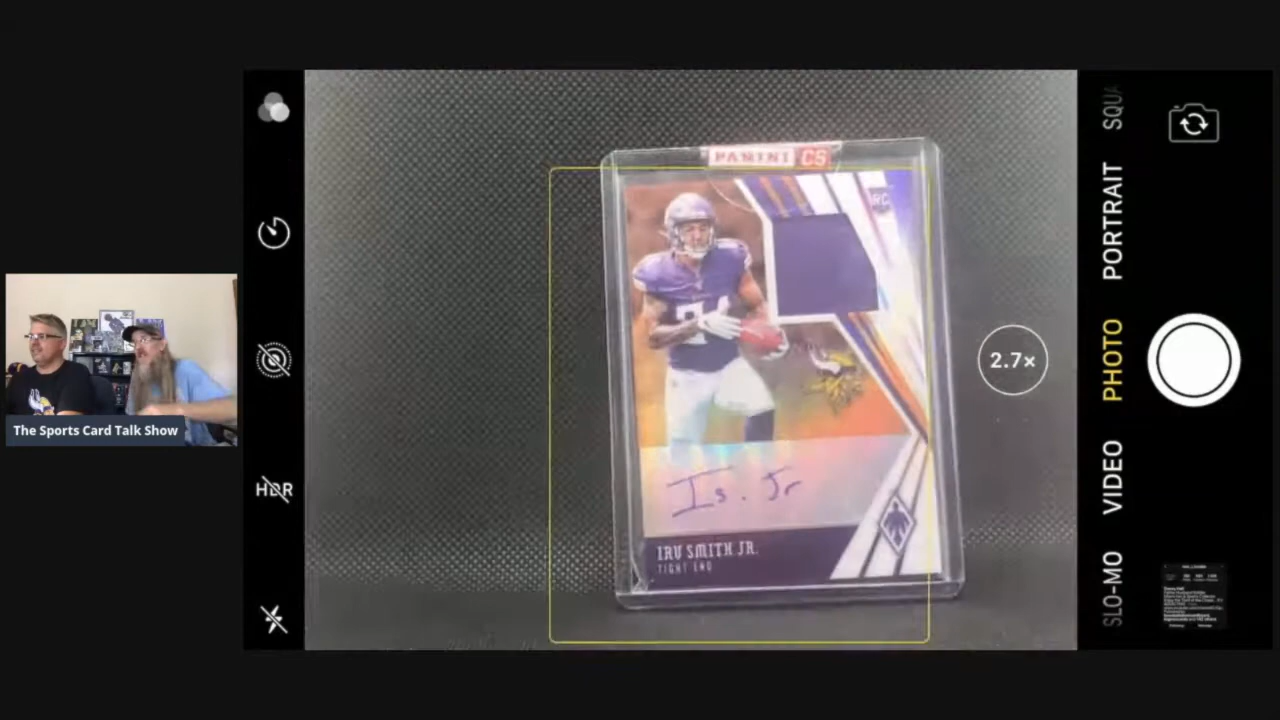 SQUA
PORTRAIT
PHOTO
VIDEO
SLO-MO
2.7×
HDR
The Sports Card Talk Show
PANINI CS
RC
Is. Jr
IRV SMITH JR.
TIGHT END